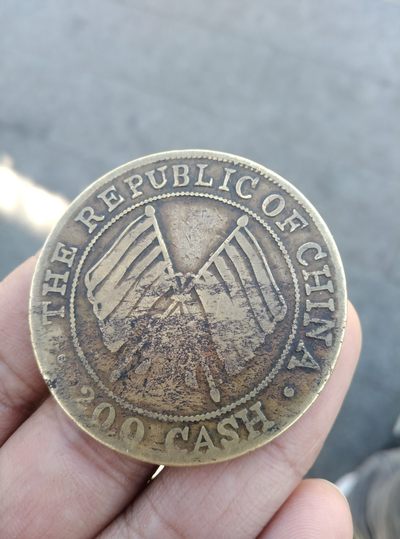 THE REPUBLIC OF CHINA
200 CASH